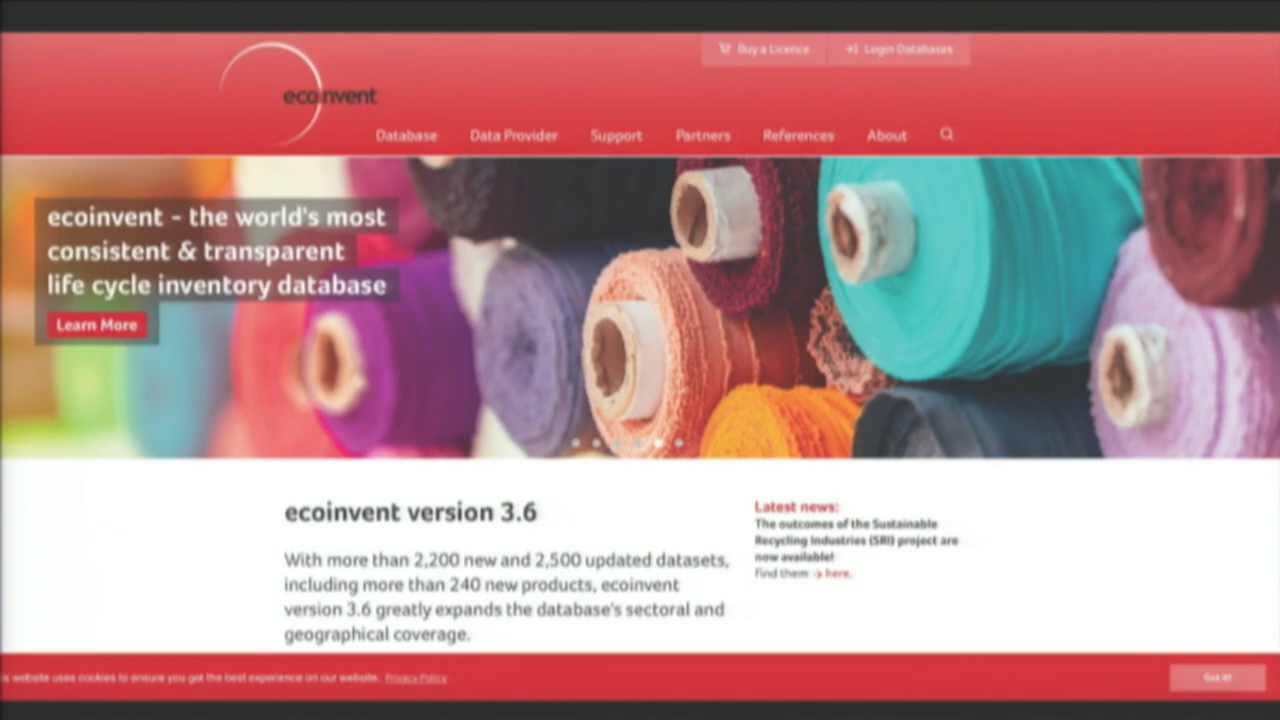 Buy a Licence
Login Databases
ecoinvent
Database
Data Provider
Support
Partners
References
About
ecoinvent - the world's most
consistent & transparent
life cycle inventory database
Learn More
ecoinvent version 3.6
With more than 2,200 new and 2,500 updated datasets,
including more than 240 new products, ecoinvent
version 3.6 greatly expands the database's sectoral and
geographical coverage.
Latest news:
The outcomes of the Sustainable
Recycling Industries (SRI) project are
now available!
Find them → here.
s website uses cookies to ensure you get the best experience on our website. Privacy Policy
Got it!